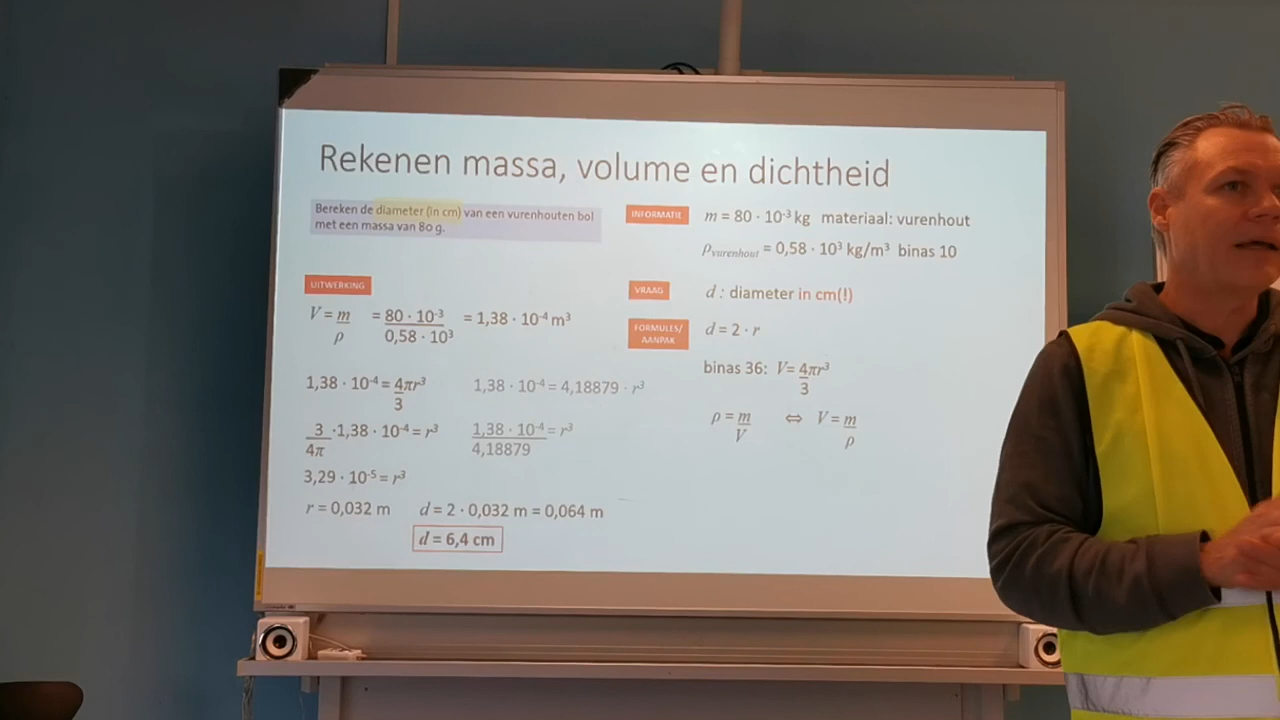 Rekenen massa, volume en dichtheid
Bereken de diameter (in cm) van een vurenhouten bol
met een massa van 80 g.
INFORMATIE
m = 80 · 10⁻³ kg materiaal: vurenhout
ρvurenhout = 0,58 · 10³ kg/m³ binas 10
VRAAG
d : diameter in cm(!)
FORMULES/
AANPAK
d = 2 · r
binas 36: V = 4πr³/3
ρ = m/V ⇔ V = m/ρ
UITWERKING
V = m/ρ = 80 · 10⁻³/0,58 · 10³ = 1,38 · 10⁻⁴ m³
1,38 · 10⁻⁴ = 4πr³/3 1,38 · 10⁻⁴ = 4,18879 · r³
3/4π · 1,38 · 10⁻⁴ = r³ 1,38 · 10⁻⁴/4,18879 = r³
3,29 · 10⁻⁵ = r³
r = 0,032 m d = 2 · 0,032 m = 0,064 m
d = 6,4 cm